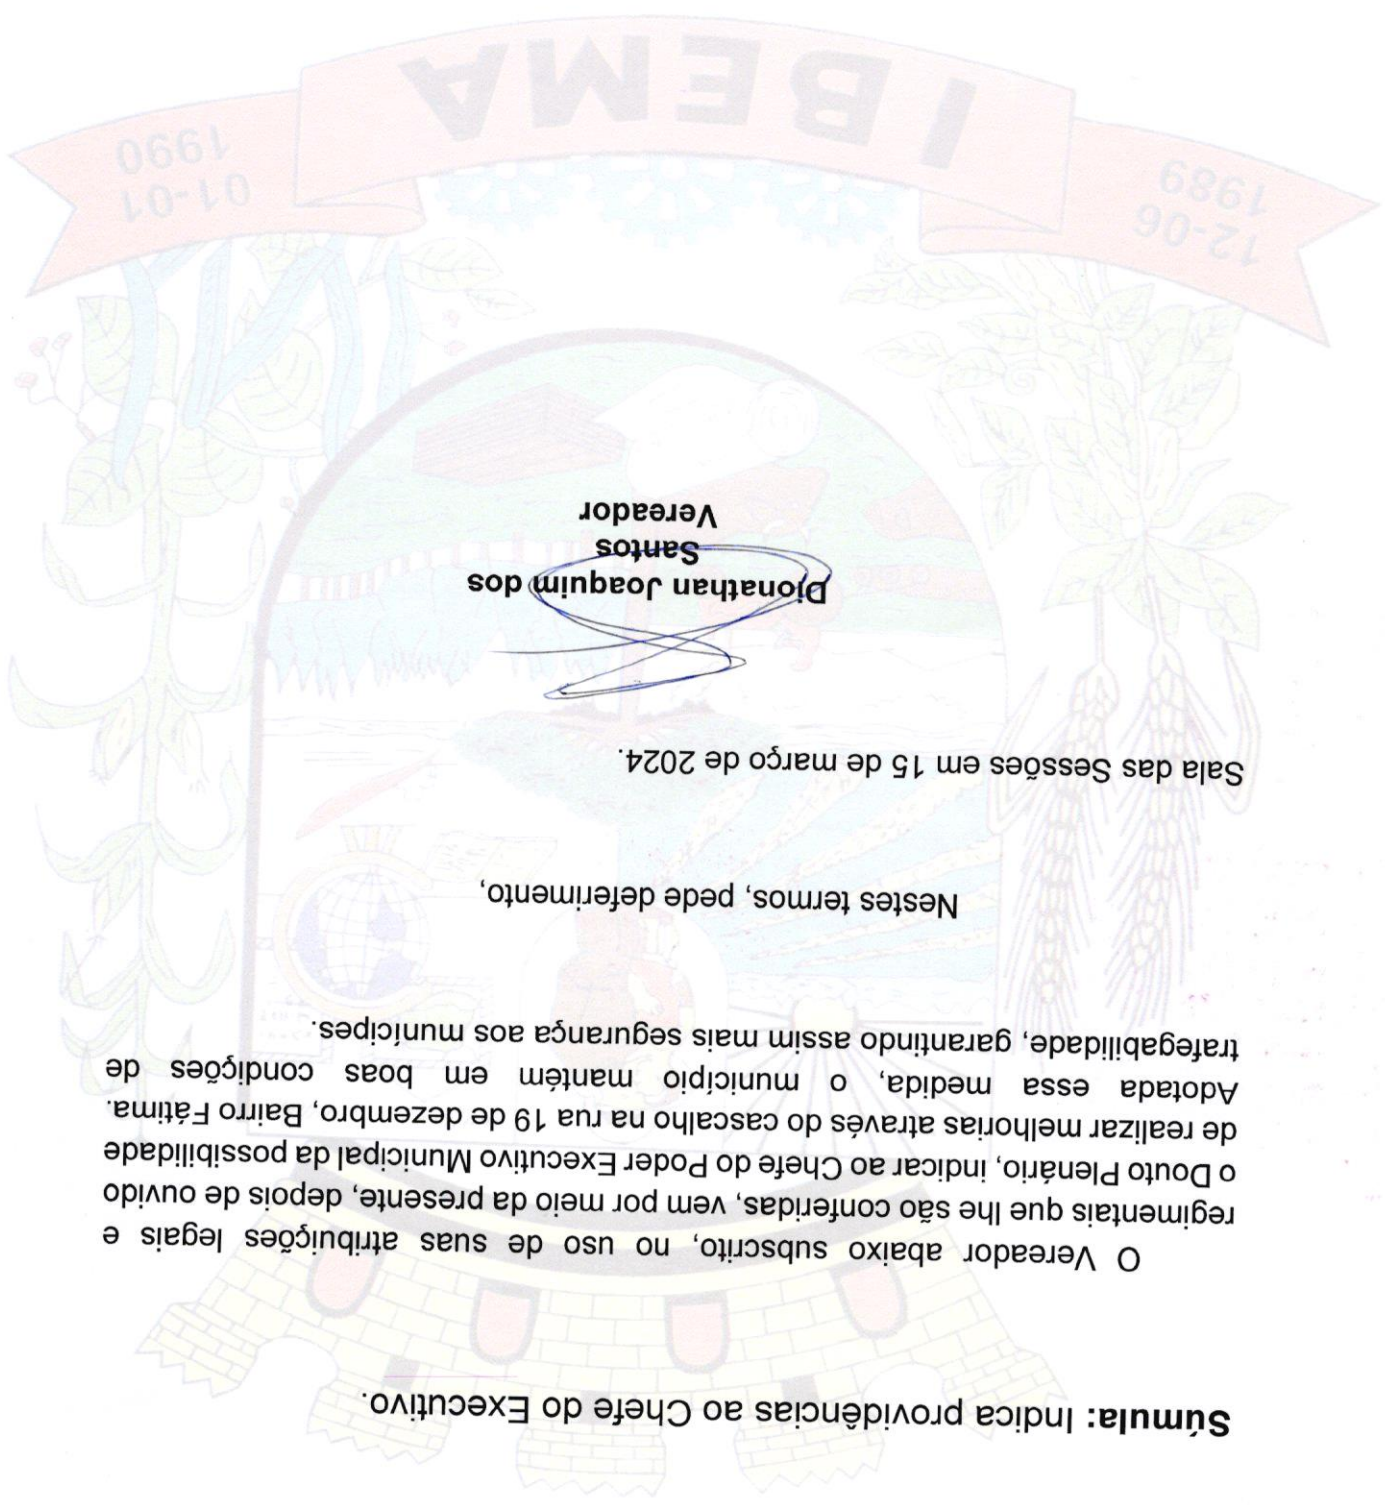 Súmula: Indica providências ao Chefe do Executivo.
O Vereador abaixo subscrito, no uso de suas atribuições legais e
regimentais que lhe são conferidas, vem por meio da presente, depois de ouvido
o Douto Plenário, indicar ao Chefe do Poder Executivo Municipal da possibilidade
de realizar melhorias através do cascalho na rua 19 de dezembro, Bairro Fátima.
Adotada essa medida, o município mantém em boas condições de
trafegabilidade, garantindo assim mais segurança aos munícipes.
Nestes termos, pede deferimento,
Sala das Sessões em 15 de março de 2024.
Dionathan Joaquim dos
Santos
Vereador
12-06
1989
IBEMA
01-01
1990